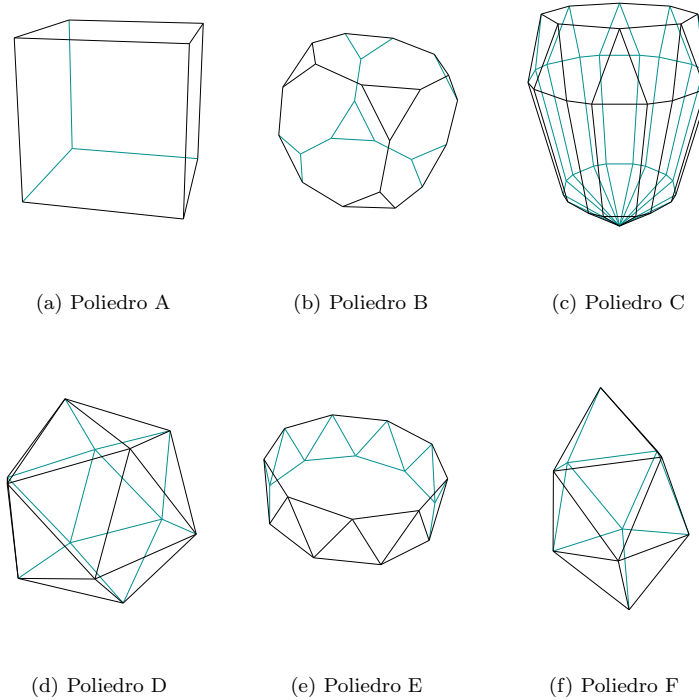 (a) Poliedro A
(b) Poliedro B
(c) Poliedro C
(d) Poliedro D
(e) Poliedro E
(f) Poliedro F